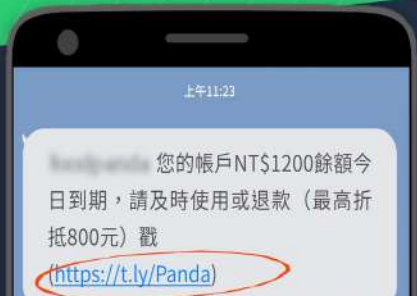 上午11:23
您的帳戶NT$1200餘額今
日到期，請及時使用或退款（最高折
抵800元）戳
(https://t.ly/Panda)